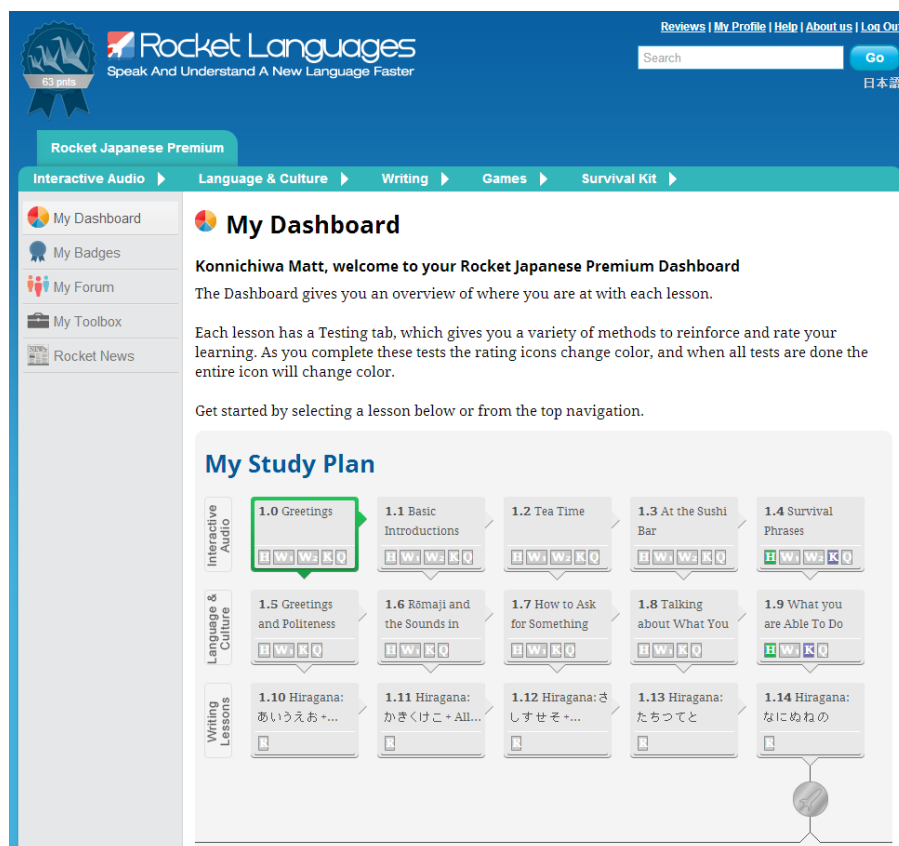 Reviews | My Profile | Help | About us | Log Out
Rocket Languages
Speak And Understand A New Language Faster
Search
Go
63 pnts
日本語
Rocket Japanese Premium
Interactive Audio
Language & Culture
Writing
Games
Survival Kit
My Dashboard
My Badges
My Forum
My Toolbox
Rocket News
My Dashboard
Konnichiwa Matt, welcome to your Rocket Japanese Premium Dashboard
The Dashboard gives you an overview of where you are at with each lesson.
Each lesson has a Testing tab, which gives you a variety of methods to reinforce and rate your
learning. As you complete these tests the rating icons change color, and when all tests are done the
entire icon will change color.
Get started by selecting a lesson below or from the top navigation.
My Study Plan
Interactive
Audio
1.0 Greetings
H W1 W2 K Q
1.1 Basic
Introductions
H W1 W2 K Q
1.2 Tea Time
H W1 W2 K Q
1.3 At the Sushi
Bar
H W1 W2 K Q
1.4 Survival
Phrases
H W1 W2 K Q
Language &
Culture
1.5 Greetings
and Politeness
H W1 K Q
1.6 Rōmaji and
the Sounds in
H W1 K Q
1.7 How to Ask
for Something
H W1 K Q
1.8 Talking
about What You
H W1 K Q
1.9 What you
are Able To Do
H W1 K Q
Writing
Lessons
1.10 Hiragana:
あいうえお +...
R
1.11 Hiragana:
かきくけこ + All...
R
1.12 Hiragana: さ
しすせそ +...
R
1.13 Hiragana:
たちつてと
R
1.14 Hiragana:
なにぬねの
R